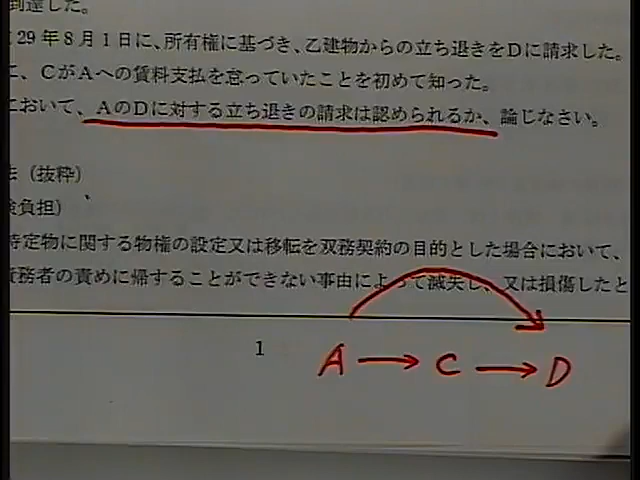 到達した。
29年8月1日に、所有権に基づき、乙建物からの立ち退きをDに請求した。
に、CがAへの賃料支払を怠っていたことを初めて知った。
において、AのDに対する立ち退きの請求は認められるか、論じなさい。
法（抜粋）
険負担）
特定物に関する物権の設定又は移転を双務契約の目的とした場合において、
債務者の責めに帰することができない事由によって滅失し、又は損傷したと
1
A → C → D